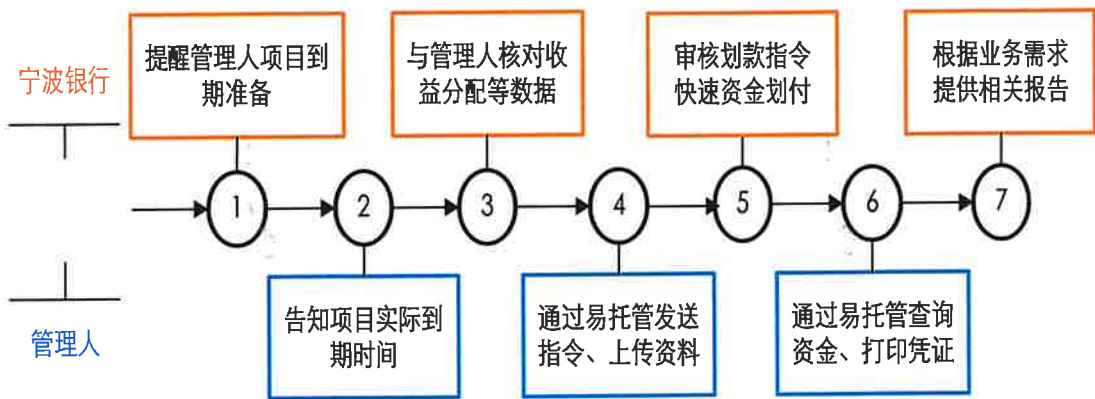 宁波银行
提醒管理人项目到
期准备
与管理人核对收
益分配等数据
审核划款指令
快速资金划付
根据业务需求
提供相关报告
1
2
3
4
5
6
7
管理人
告知项目实际到
期时间
通过易托管发送
指令、上传资料
通过易托管查询
资金、打印凭证